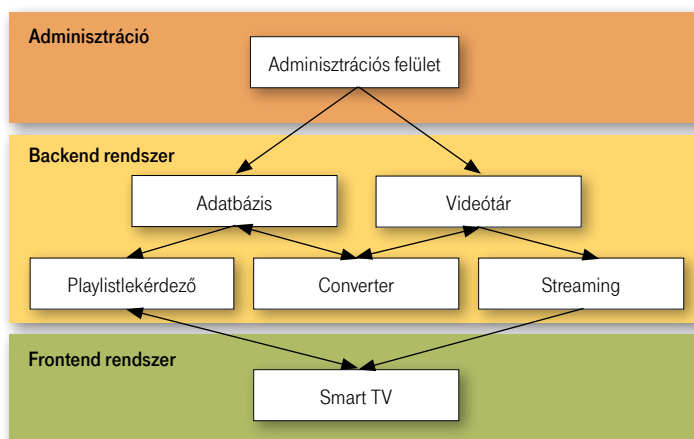 Adminisztráció
Adminisztrációs felület
Backend rendszer
Adatbázis
Videótár
Playlistlekérdező
Converter
Streaming
Frontend rendszer
Smart TV